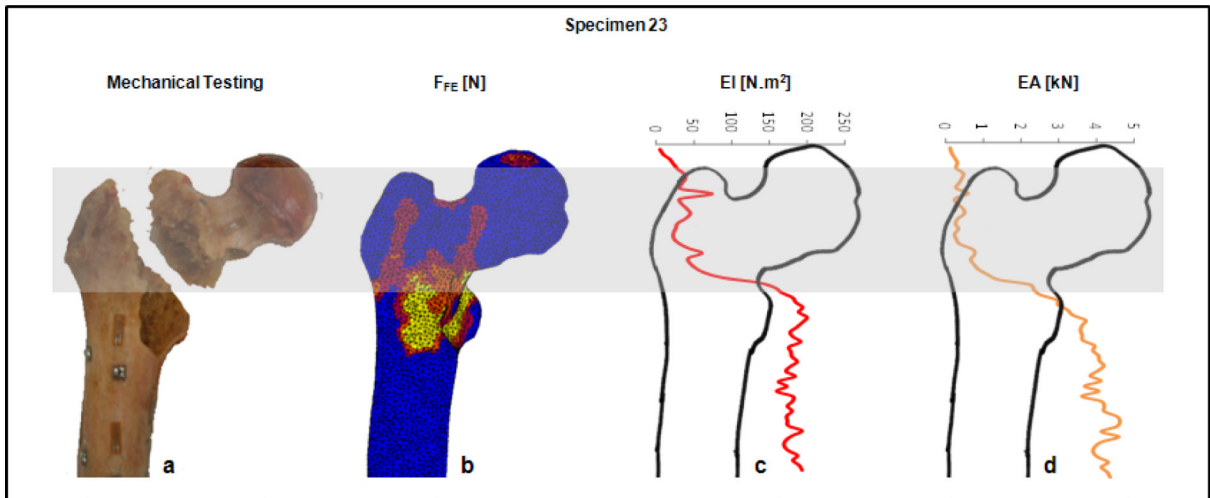 Specimen 23
Mechanical Testing
F_FE [N]
EI [N.m²]
EA [kN]
0 50 100 150 200 250
0 1 2 3 4 5
a
b
c
d